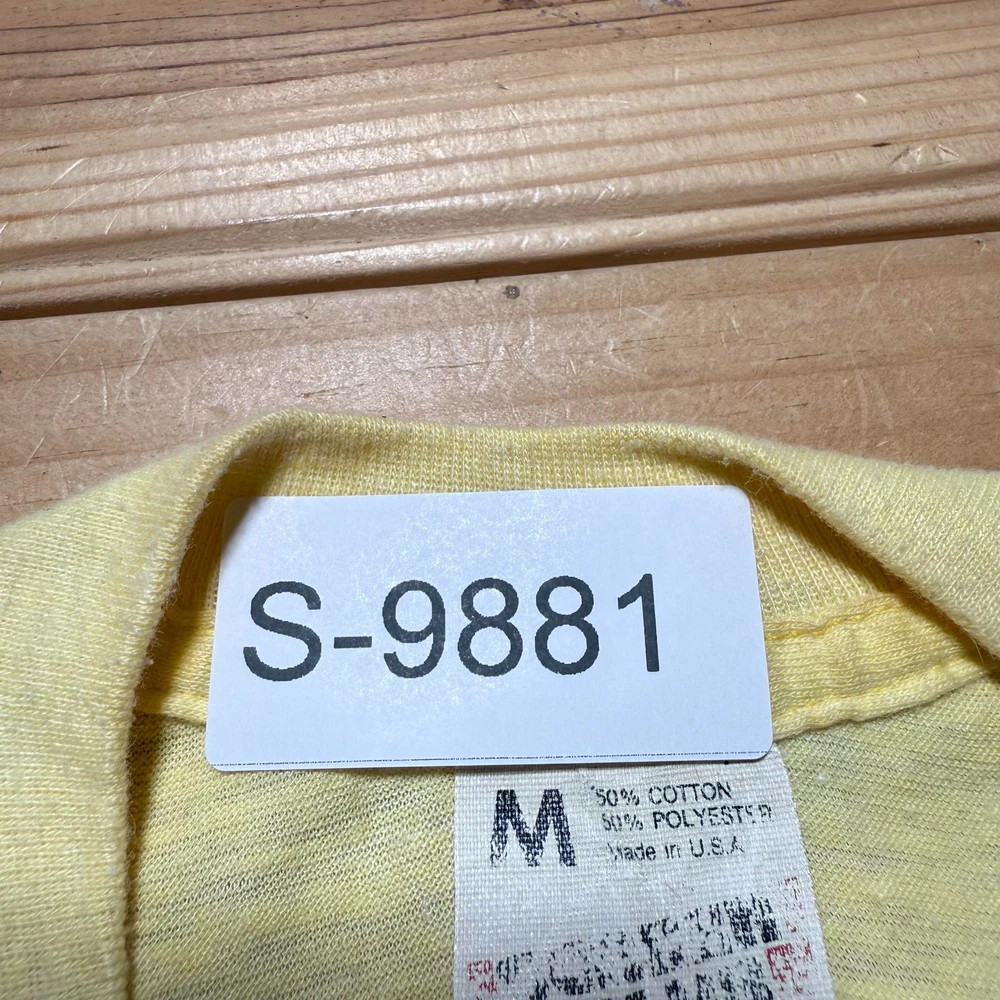 S-9881
M
50% COTTON
50% POLYESTER
Made in U.S.A